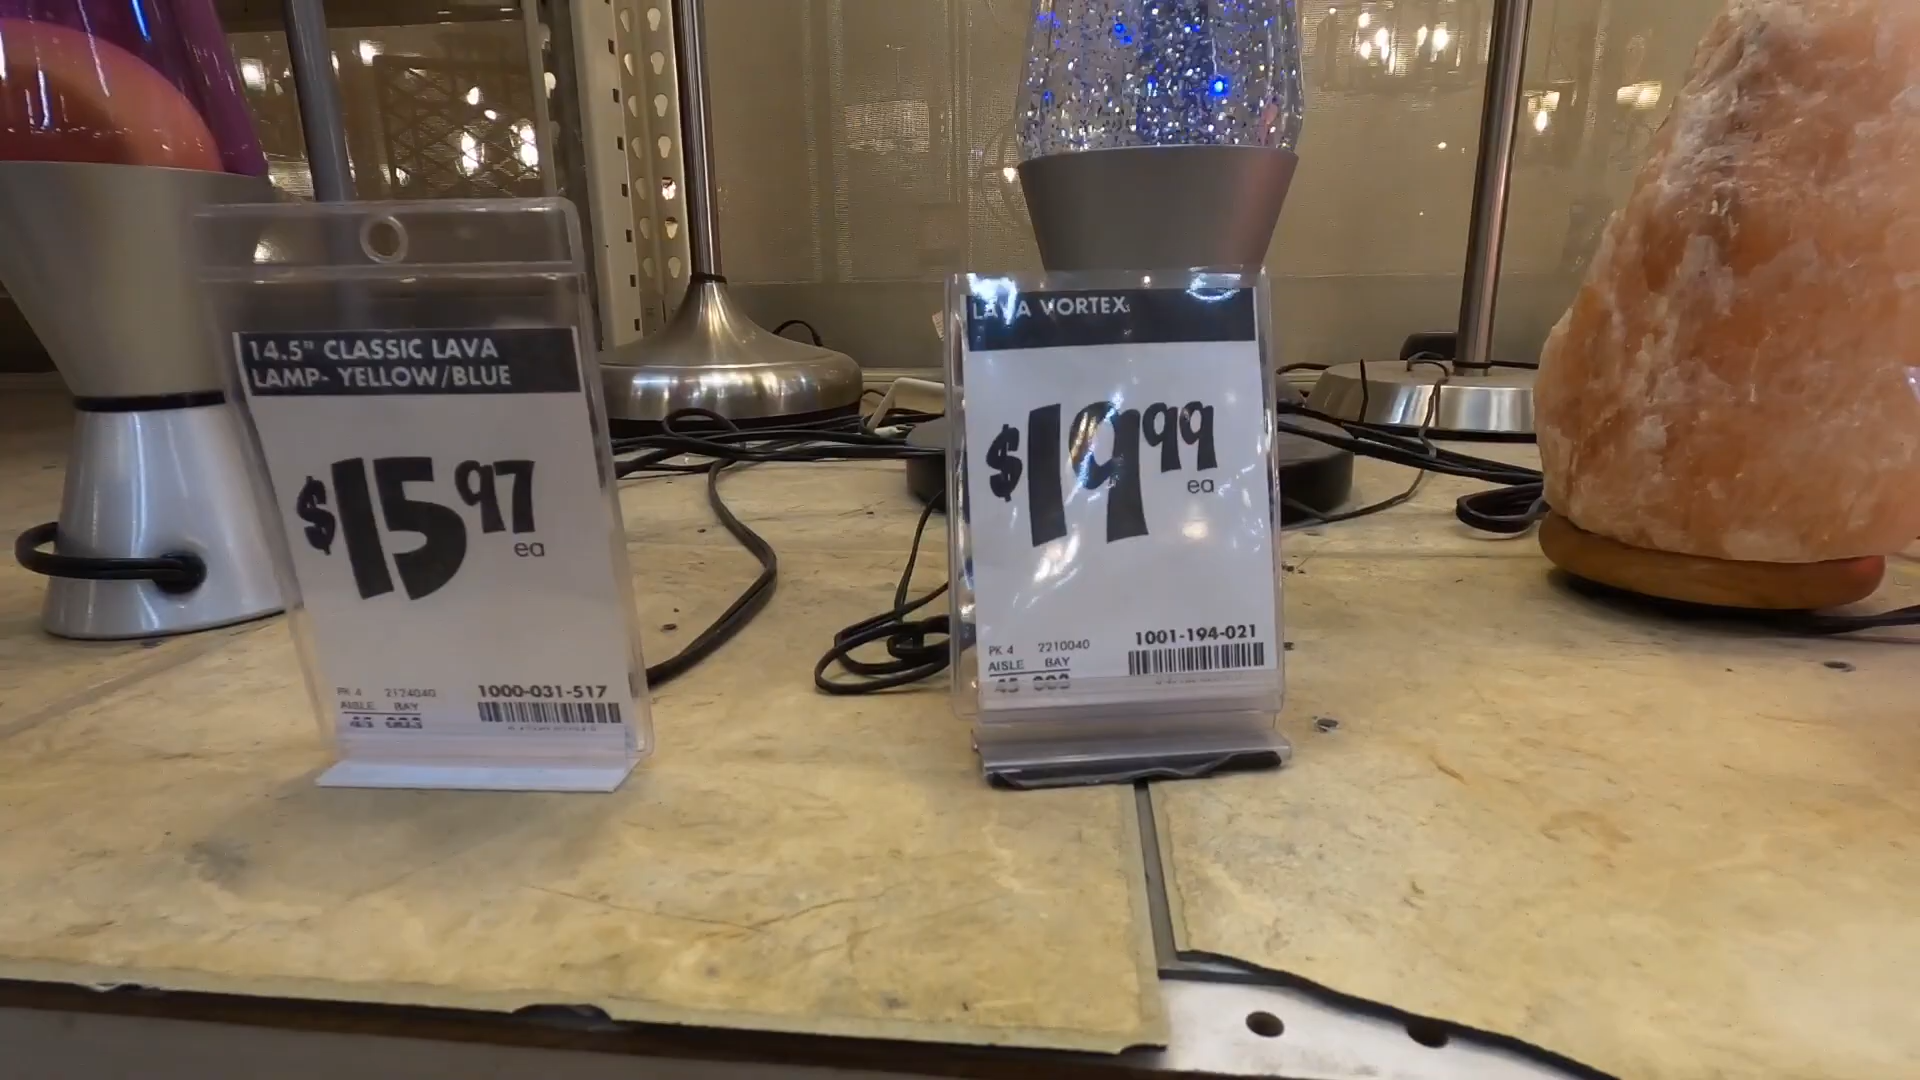 14.5" CLASSIC LAVA
LAMP- YELLOW/BLUE
$15 97
ea
PK 4 2124040
1000-031-517
AISLE BAY
LAVA VORTEX
$19 99
ea
PK 4 2210040
1001-194-021
AISLE BAY